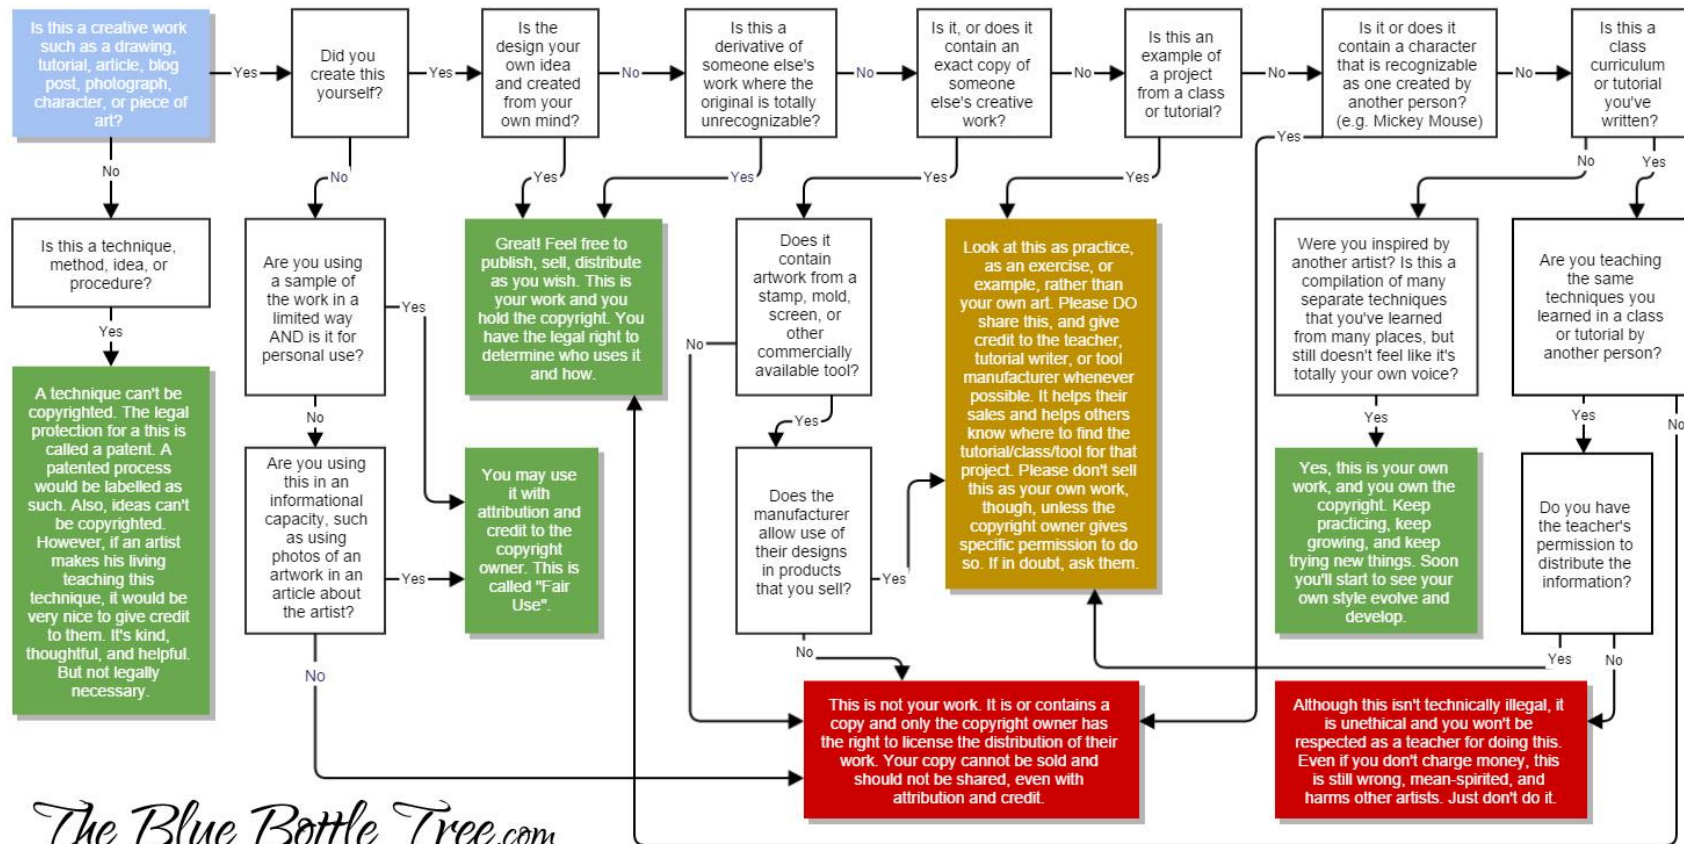 Is this a creative work
such as a drawing,
tutorial, article, blog
post, photograph,
character, or piece of
art?
Yes
Did you
create this
yourself?
Yes
Is the
design your
own idea
and created
from your
own mind?
No
Is this a
derivative of
someone else's
work where the
original is totally
unrecognizable?
No
Is it, or does it
contain an
exact copy of
someone
else's creative
work?
No
Is this an
example of
a project
from a class
or tutorial?
No
Is it or does it
contain a character
that is recognizable
as one created by
another person?
(e.g. Mickey Mouse)
No
Is this a
class
curriculum
or tutorial
you've
written?
No
No
Yes
Yes
Yes
Yes
Yes
No
Yes
Is this a technique,
method, idea, or
procedure?
Yes
A technique can't be
copyrighted. The legal
protection for a this is
called a patent. A
patented process
would be labelled as
such. Also, ideas can't
be copyrighted.
However, if an artist
makes his living
teaching this
technique, it would be
very nice to give credit
to them. It's kind,
thoughtful, and helpful.
But not legally
necessary.
Are you using
a sample of
the work in a
limited way
AND is it for
personal use?
Yes
No
Are you using
this in an
informational
capacity, such
as using
photos of an
artwork in an
article about
the artist?
Yes
No
Great! Feel free to
publish, sell, distribute
as you wish. This is
your work and you
hold the copyright. You
have the legal right to
determine who uses it
and how.
You may use
it with
attribution and
credit to the
copyright
owner. This is
called "Fair
Use".
Does it
contain
artwork from a
stamp, mold,
screen, or
other
commercially
available tool?
No
Yes
Does the
manufacturer
allow use of
their designs
in products
that you sell?
Yes
No
Look at this as practice,
as an exercise, or
example, rather than
your own art. Please DO
share this, and give
credit to the teacher,
tutorial writer, or tool
manufacturer whenever
possible. It helps their
sales and helps others
know where to find the
tutorial/class/tool for that
project. Please don't sell
this as your own work,
though, unless the
copyright owner gives
specific permission to do
so. If in doubt, ask them.
Were you inspired by
another artist? Is this a
compilation of many
separate techniques
that you've learned
from many places, but
still doesn't feel like it's
totally your own voice?
Yes
Yes, this is your own
work, and you own the
copyright. Keep
practicing, keep
growing, and keep
trying new things. Soon
you'll start to see your
own style evolve and
develop.
Are you teaching
the same
techniques you
learned in a class
or tutorial by
another person?
Yes
No
Do you have
the teacher's
permission to
distribute the
information?
Yes
No
This is not your work. It is or contains a
copy and only the copyright owner has
the right to license the distribution of their
work. Your copy cannot be sold and
should not be shared, even with
attribution and credit.
Although this isn't technically illegal, it
is unethical and you won't be
respected as a teacher for doing this.
Even if you don't charge money, this
is still wrong, mean-spirited, and
harms other artists. Just don't do it.
The Blue Bottle Tree.com